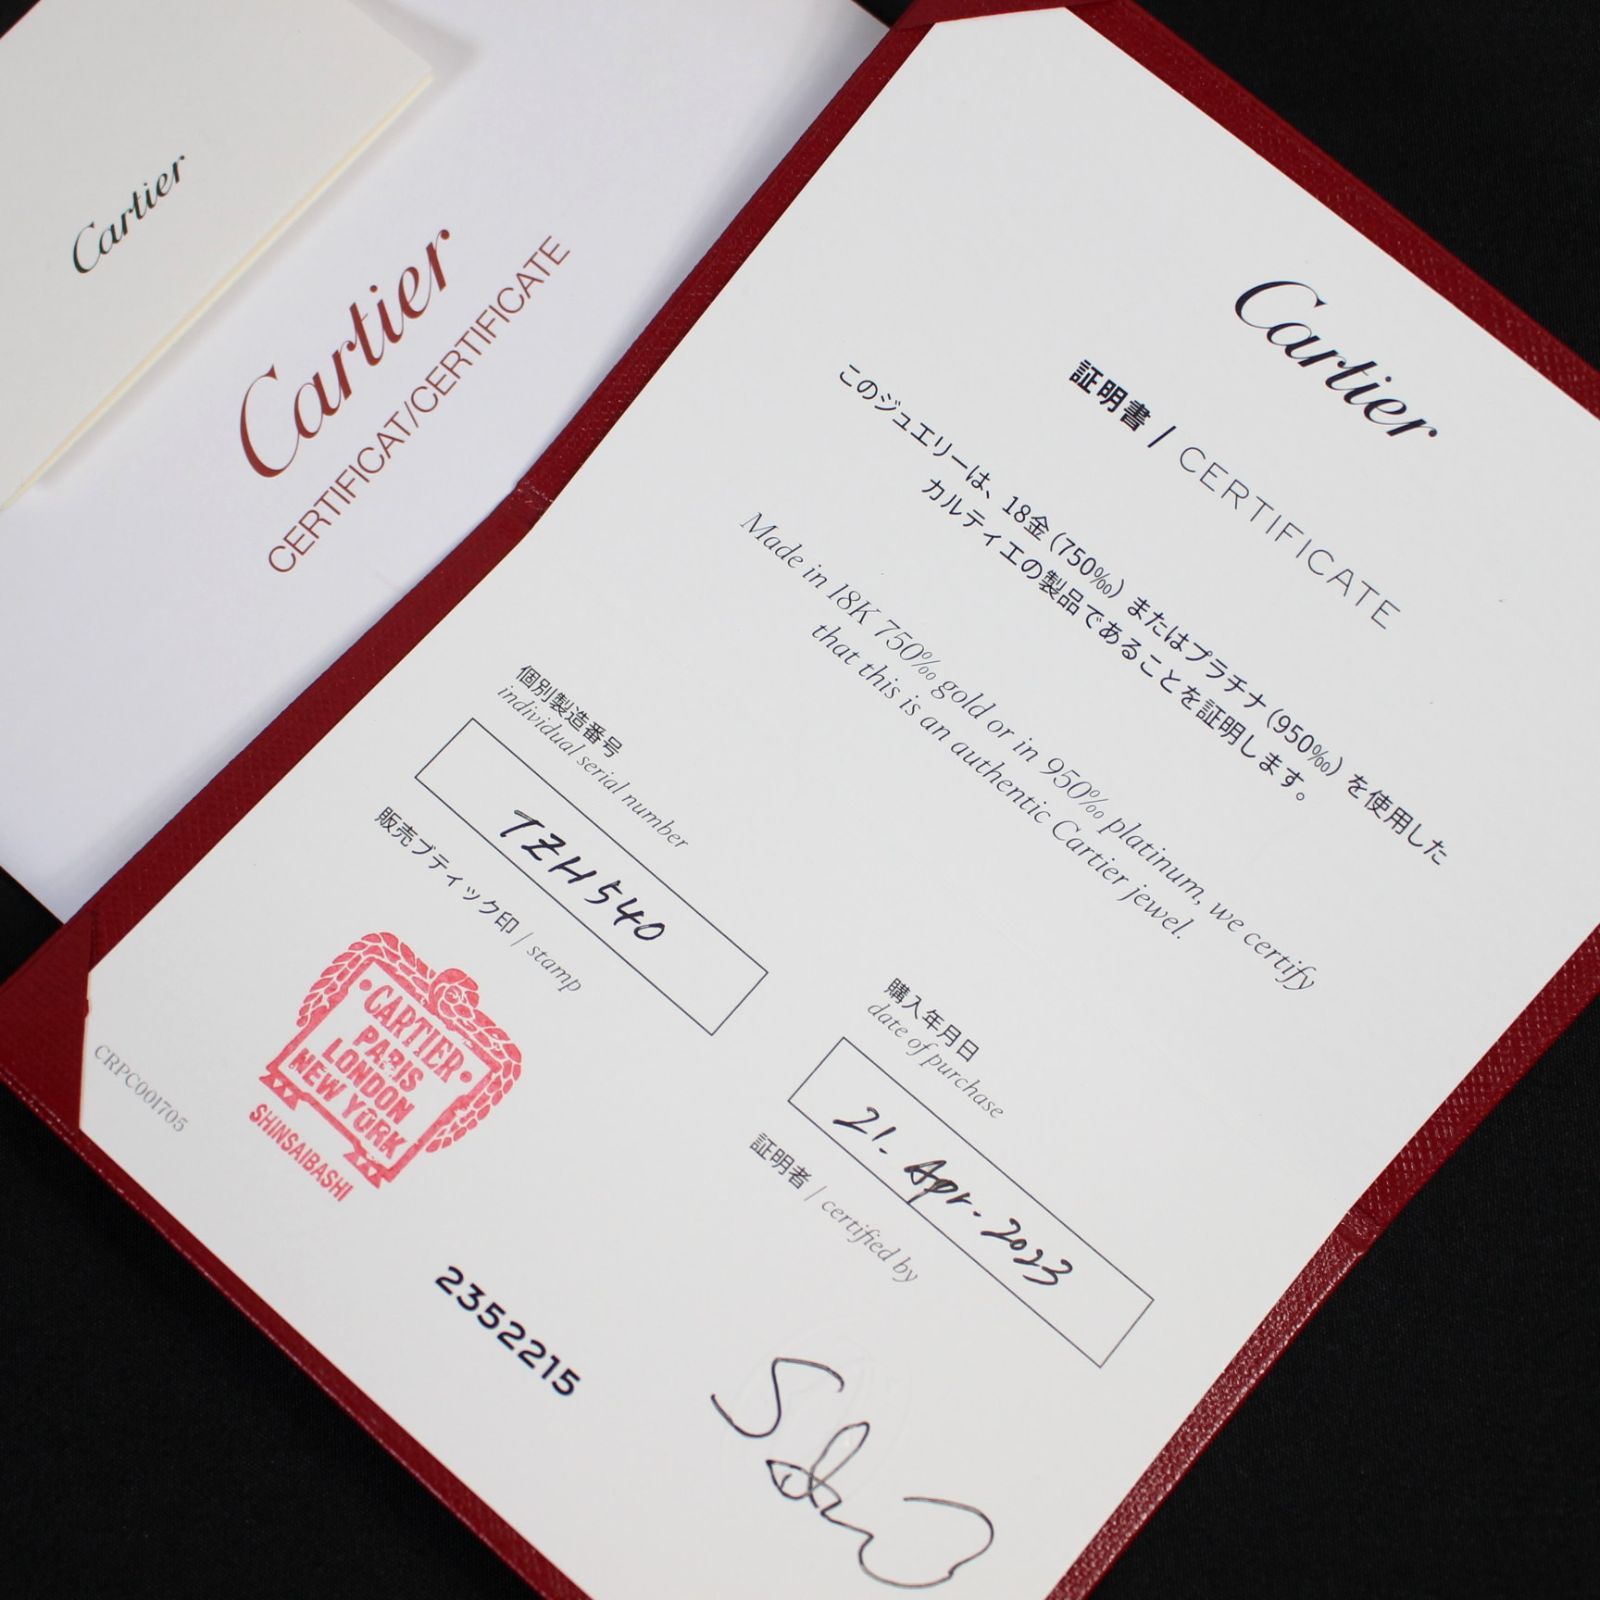 Cartier
Cartier
CERTIFICAT/CERTIFICATE
Cartier
証明書 / CERTIFICATE
このジュエリーは、18金 (750‰) またはプラチナ (950‰) を使用した
カルティエの製品であることを証明します。
Made in 18K 750‰ gold or in 950‰ platinum, we certify
that this is an authentic Cartier jewel.
個別製造番号
individual serial number
TZH540
販売ブティック印 / stamp
CARTIER
PARIS
LONDON
NEW YORK
SHINSAIBASHI
CRPC001705
購入年月日
date of purchase
21. Apr. 2023
証明者 / certified by
2352215